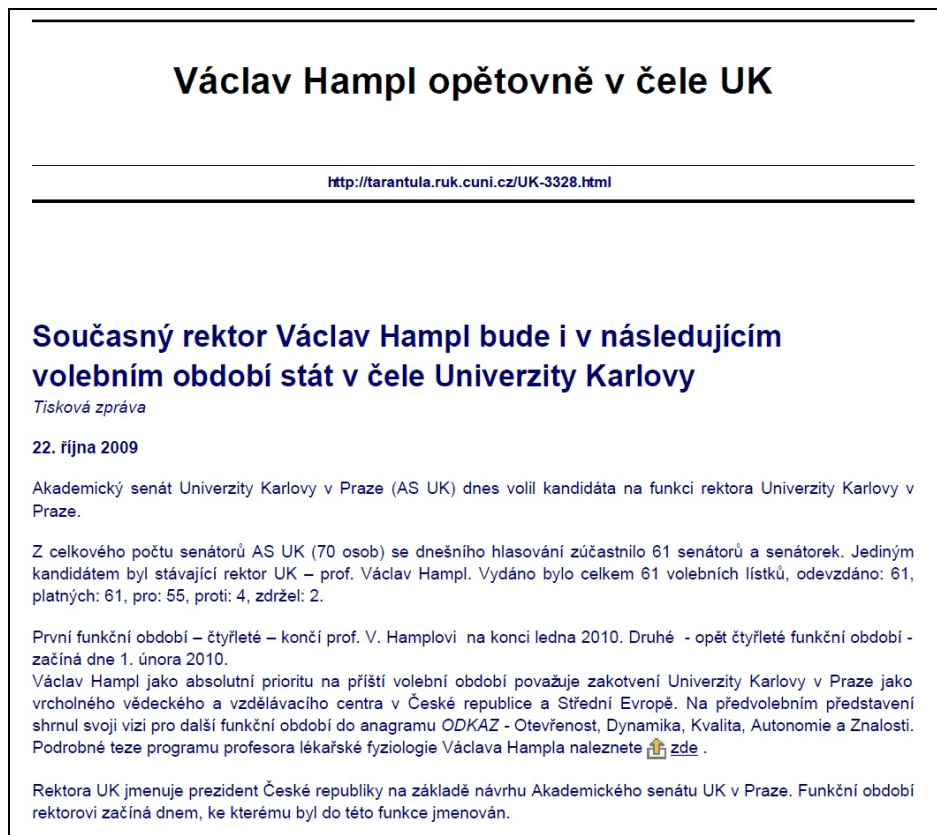 Václav Hampl opětovně v čele UK
http://tarantula.ruk.cuni.cz/UK-3328.html
Současný rektor Václav Hampl bude i v následujícím
volebním období stát v čele Univerzity Karlovy
Tisková zpráva
22. října 2009
Akademický senát Univerzity Karlovy v Praze (AS UK) dnes volil kandidáta na funkci rektora Univerzity Karlovy v
Praze.
Z celkového počtu senátorů AS UK (70 osob) se dnešního hlasování zúčastnilo 61 senátorů a senátorek. Jediným
kandidátem byl stávající rektor UK – prof. Václav Hampl. Vydáno bylo celkem 61 volebních lístků, odevzdáno: 61,
platných: 61, pro: 55, proti: 4, zdržel: 2.
První funkční období – čtyřleté – končí prof. V. Hamplovi  na konci ledna 2010. Druhé  - opět čtyřleté funkční období -
začíná dne 1. února 2010.
Václav Hampl jako absolutní prioritu na příští volební období považuje zakotvení Univerzity Karlovy v Praze jako
vrcholného vědeckého a vzdělávacího centra v České republice a Střední Evropě. Na předvolebním představení
shrnul svoji vizi pro další funkční období do anagramu ODKAZ - Otevřenost, Dynamika, Kvalita, Autonomie a Znalosti.
Podrobné teze programu profesora lékařské fyziologie Václava Hampla naleznete zde .
Rektora UK jmenuje prezident České republiky na základě návrhu Akademického senátu UK v Praze. Funkční období
rektorovi začíná dnem, ke kterému byl do této funkce jmenován.